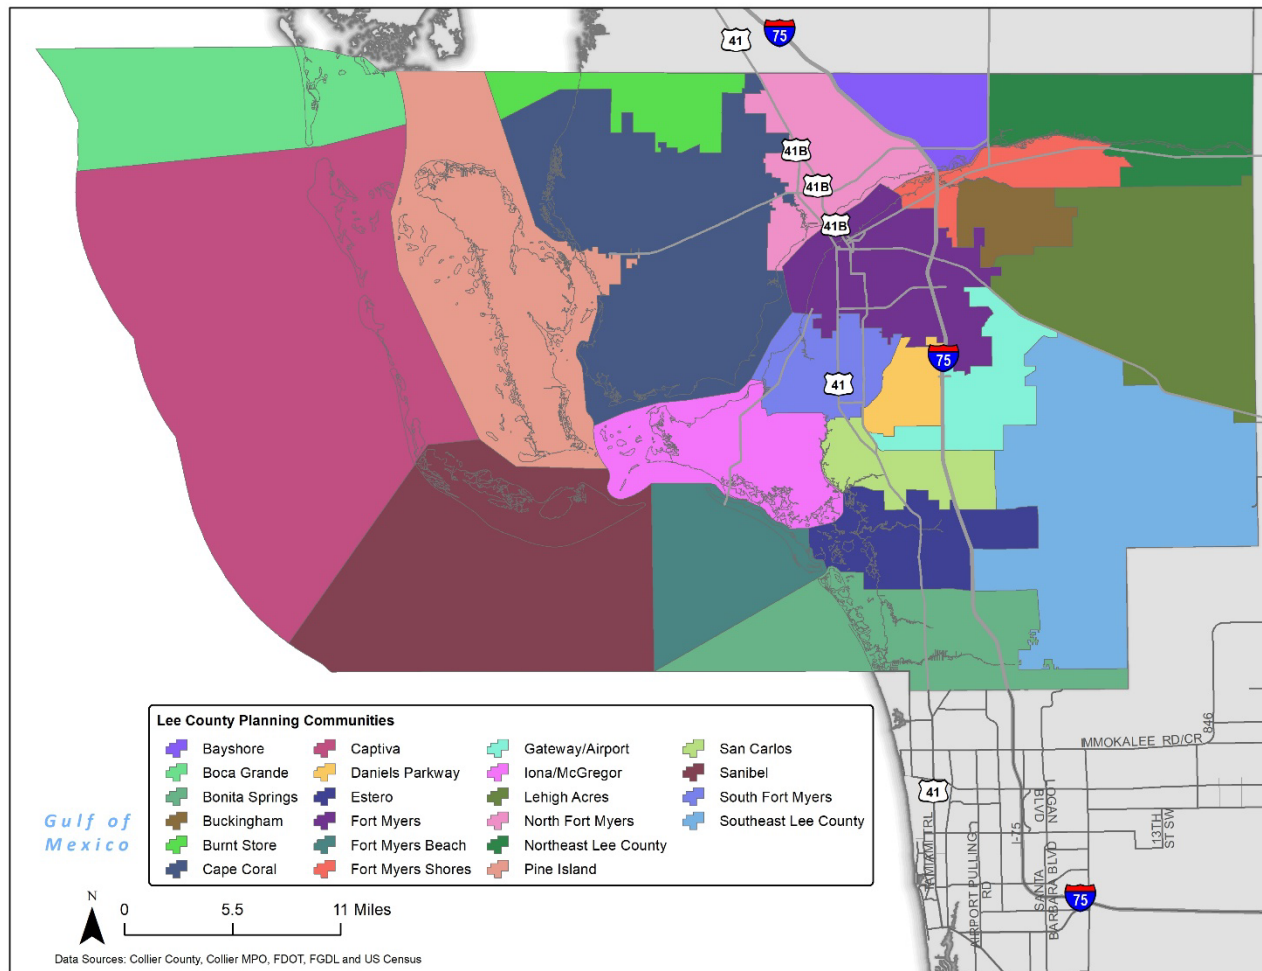 41
75
41B
41B
41B
75
41
Lee County Planning Communities
Bayshore
Boca Grande
Bonita Springs
Buckingham
Burnt Store
Cape Coral
Captiva
Daniels Parkway
Estero
Fort Myers
Fort Myers Beach
Fort Myers Shores
Gateway/Airport
Iona/McGregor
Lehigh Acres
North Fort Myers
Northeast Lee County
Pine Island
San Carlos
Sanibel
South Fort Myers
Southeast Lee County
Gulf of
Mexico
846
IMMOKALEE RD/CR
41
LOGAN
BLVD
13TH
ST SW
I-75
TAMIAMI TRL
AIRPORT PULLING
RD
SANTA
BARBARA BLVD
75
N
0 5.5 11 Miles
Data Sources: Collier County, Collier MPO, FDOT, FGDL and US Census